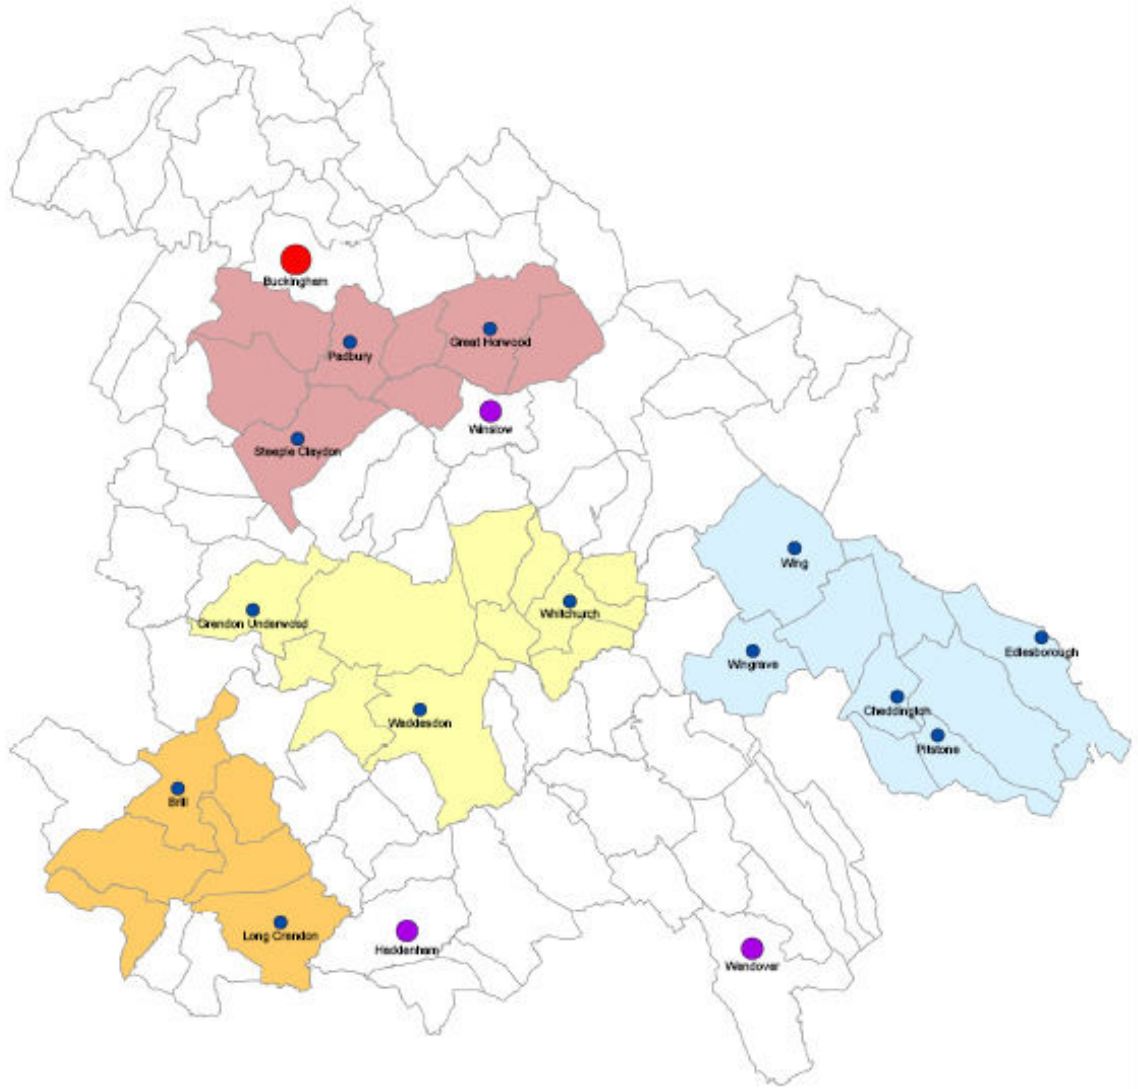 Buckingham
Padbury
Great Horwood
Winslow
Steeple Claydon
Wing
Grendon Underwood
Whitchurch
Wingrave
Edlesborough
Cheddington
Waddesdon
Pitstone
Brill
Long Crendon
Haddenham
Wendover